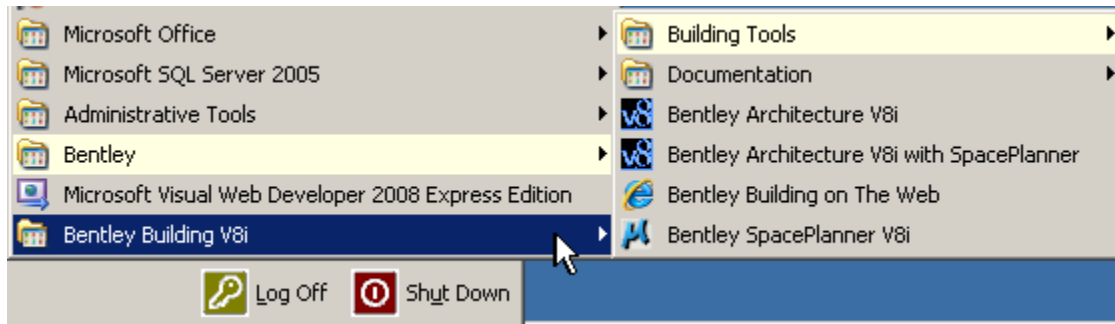 Microsoft Office
Microsoft SQL Server 2005
Administrative Tools
Bentley
Microsoft Visual Web Developer 2008 Express Edition
Bentley Building V8i
Building Tools
Documentation
v8 Bentley Architecture V8i
v8 Bentley Architecture V8i with SpacePlanner
Bentley Building on The Web
Bentley SpacePlanner V8i
Log Off
Shut Down